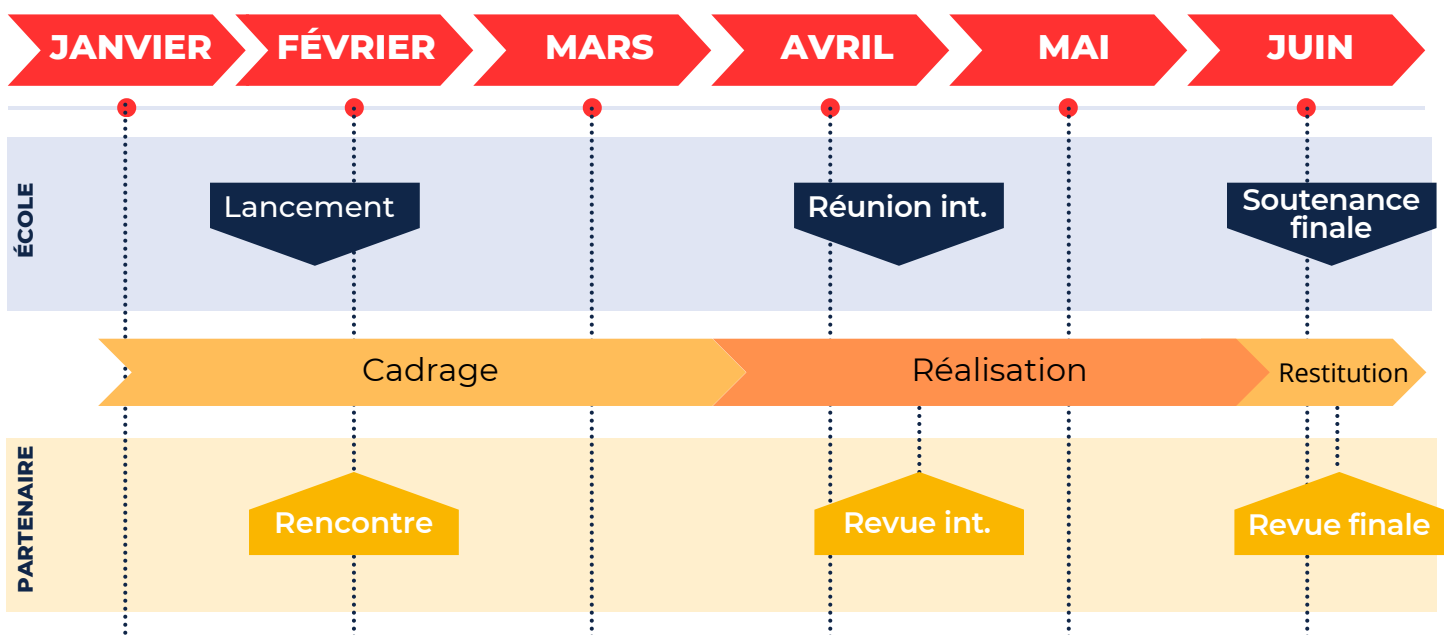 JANVIER
FÉVRIER
MARS
AVRIL
MAI
JUIN
ÉCOLE
Lancement
Réunion int.
Soutenance
finale
Cadrage
Réalisation
Restitution
PARTENAIRE
Rencontre
Revue int.
Revue finale